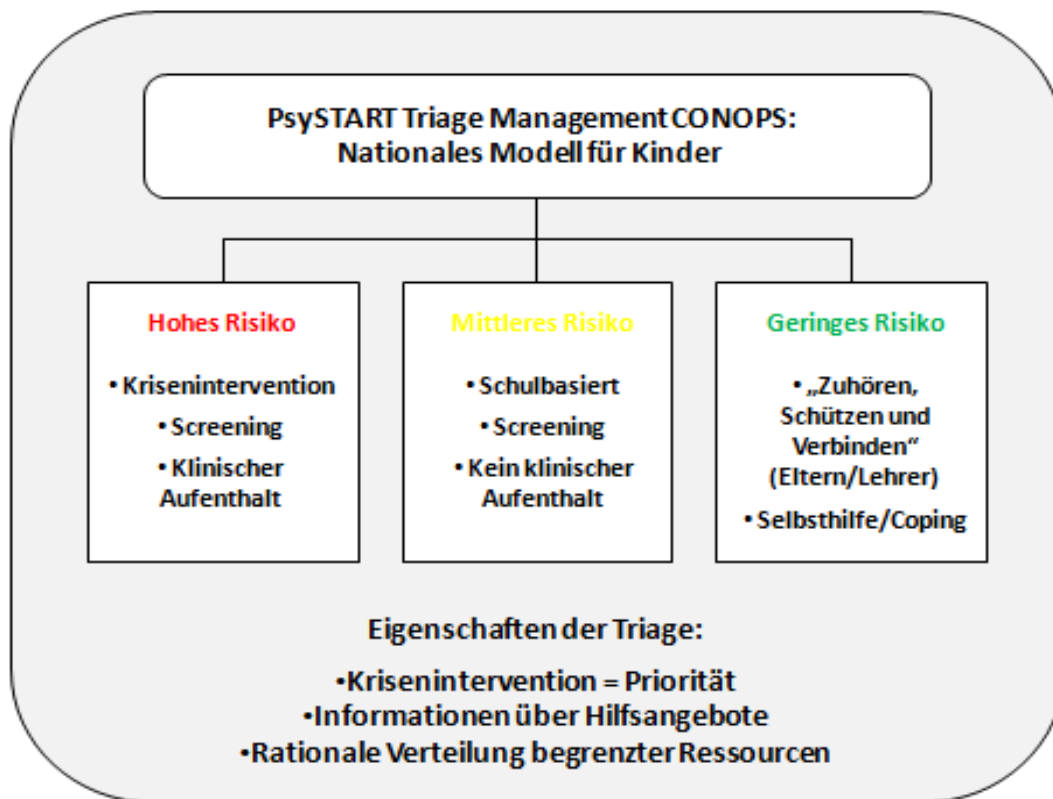 PsySTART Triage Management CONOPS:
Nationales Modell für Kinder
Hohes Risiko
• Krisenintervention
• Screening
• Klinischer
Aufenthalt
Mittleres Risiko
• Schulbasiert
• Screening
• Kein klinischer
Aufenthalt
Geringes Risiko
• „Zuhören,
Schützen und
Verbinden“
(Eltern/Lehrer)
• Selbsthilfe/Coping
Eigenschaften der Triage:
•Krisenintervention = Priorität
•Informationen über Hilfsangebote
•Rationale Verteilung begrenzter Ressourcen